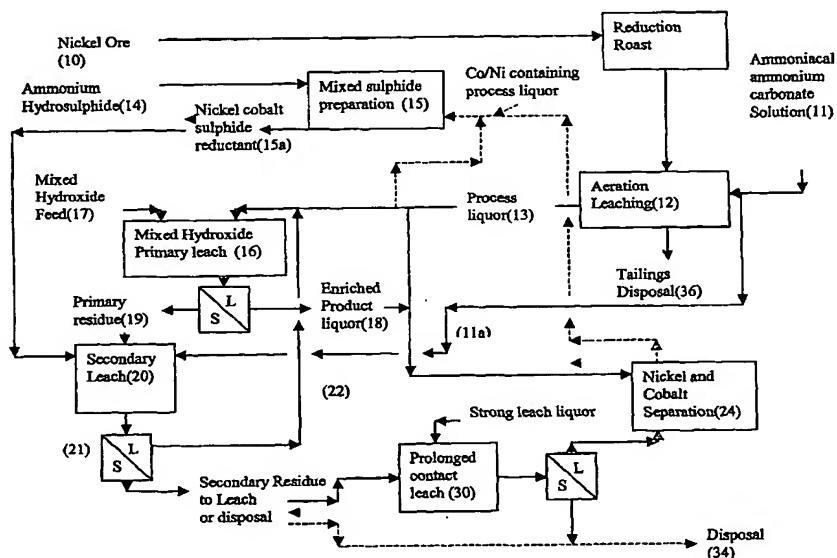 Nickel Ore
(10)
Reduction
Roast
Ammonium
Hydrosulphide(14)
Mixed sulphide
preparation (15)
Co/Ni containing
process liquor
Ammoniacal
ammonium
carbonate
Solution(11)
Nickel cobalt
sulphide
reductant(15a)
Mixed
Hydroxide
Feed(17)
Process
liquor(13)
Aeration
Leaching(12)
Mixed Hydroxide
Primary leach (16)
L
S
Tailings
Disposal(36)
Primary
residue(19)
Enriched
Product
liquor(18)
(11a)
Secondary
Leach(20)
(22)
Nickel and
Cobalt
Separation(24)
(21)
L
S
Strong leach liquor
Secondary Residue
to Leach
or disposal
Prolonged
contact
leach (30)
L
S
Disposal
(34)